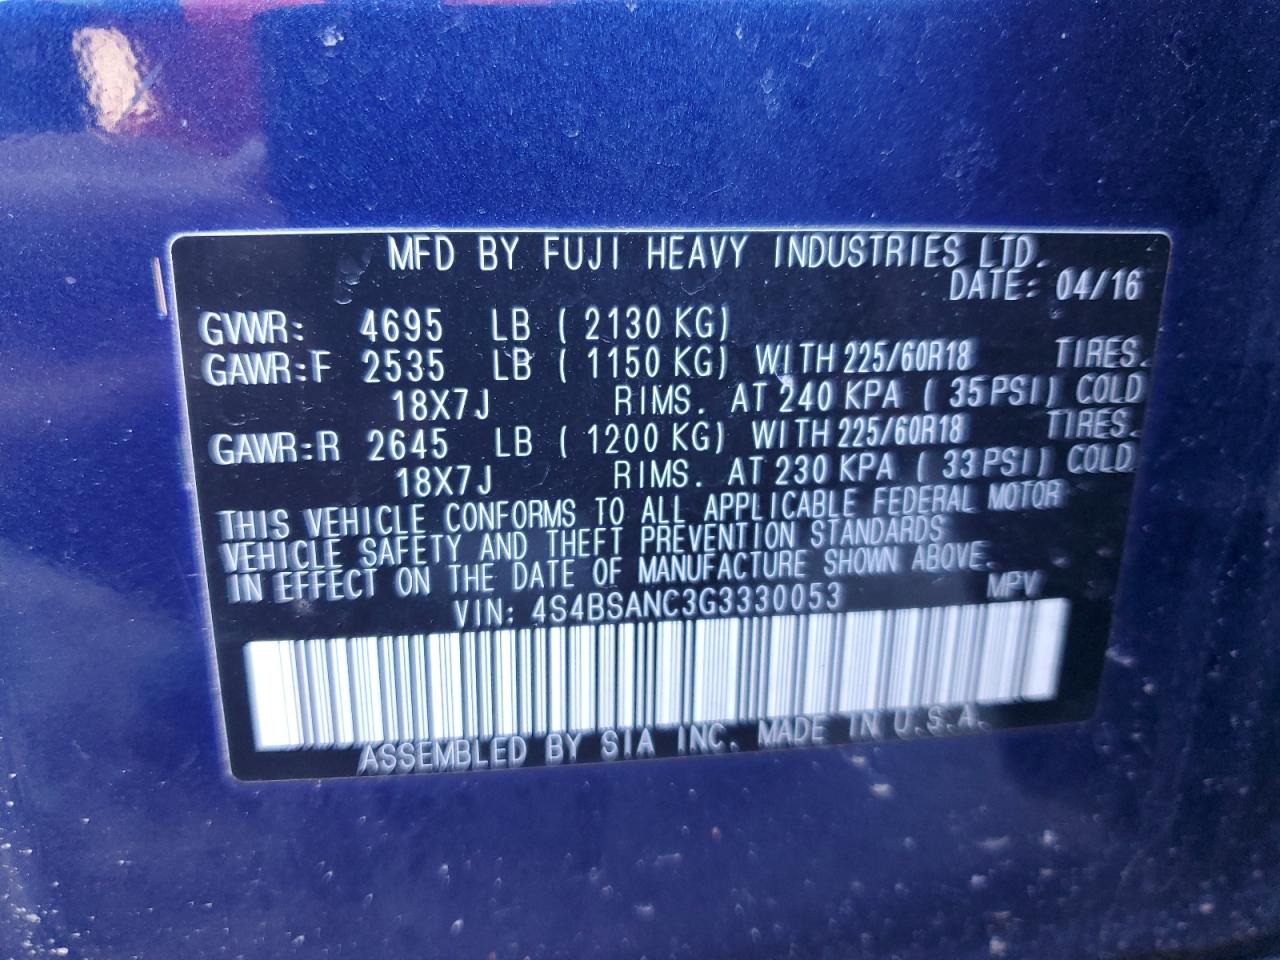 MFD BY FUJI HEAVY INDUSTRIES LTD.
DATE: 04/16
GVWR: 4695 LB ( 2130 KG)
GAWR:F 2535 LB ( 1150 KG) WITH 225/60R18 TIRES.
18X7J RIMS. AT 240 KPA ( 35 PSI) COLD
GAWR:R 2645 LB ( 1200 KG) WITH 225/60R18 TIRES.
18X7J RIMS. AT 230 KPA ( 33 PSI) COLD
THIS VEHICLE CONFORMS TO ALL APPLICABLE FEDERAL MOTOR
VEHICLE SAFETY AND THEFT PREVENTION STANDARDS
IN EFFECT ON THE DATE OF MANUFACTURE SHOWN ABOVE.
VIN: 4S4BSANC3G3330053 MPV
ASSEMBLED BY SIA INC. MADE IN U.S.A.